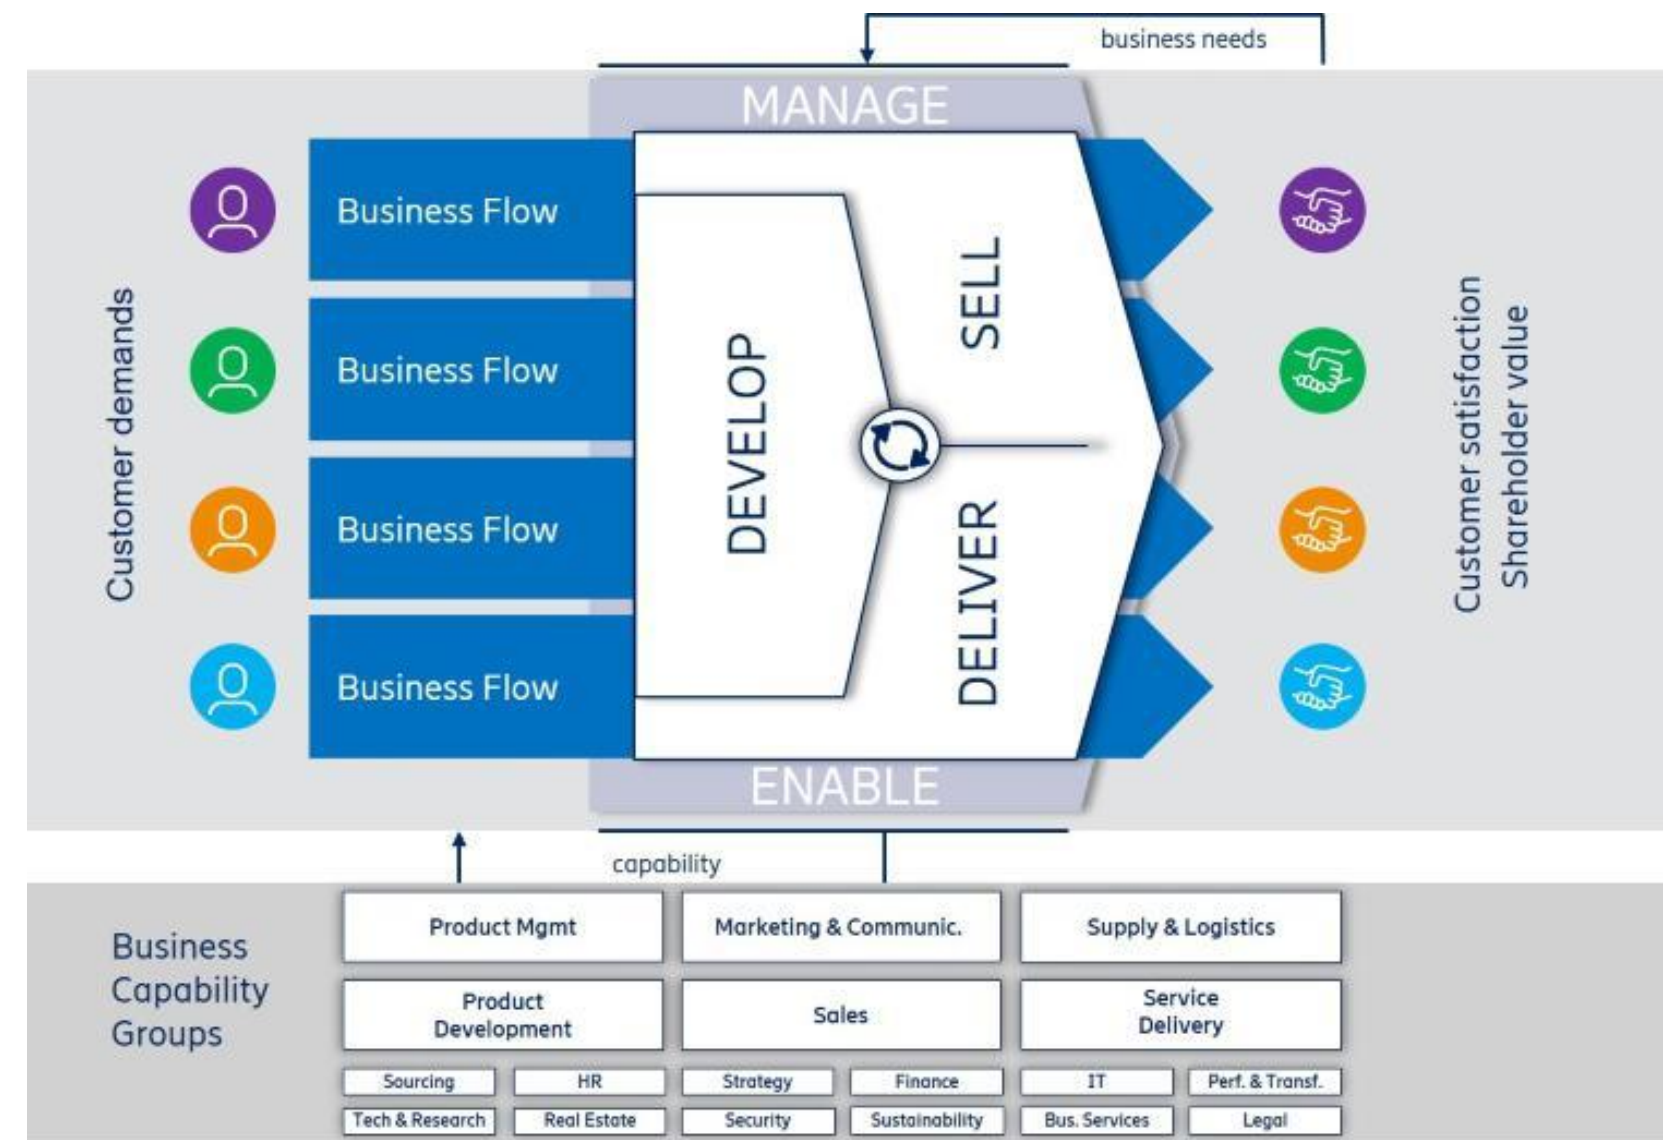 business needs
MANAGE
Customer demands
Business Flow
Business Flow
Business Flow
Business Flow
DEVELOP
SELL
DELIVER
Customer satisfaction
Shareholder value
ENABLE
capability
Business
Capability
Groups
Product Mgmt
Marketing & Communic.
Supply & Logistics
Product
Development
Sales
Service
Delivery
Sourcing
HR
Strategy
Finance
IT
Perf. & Transf.
Tech & Research
Real Estate
Security
Sustainability
Bus. Services
Legal